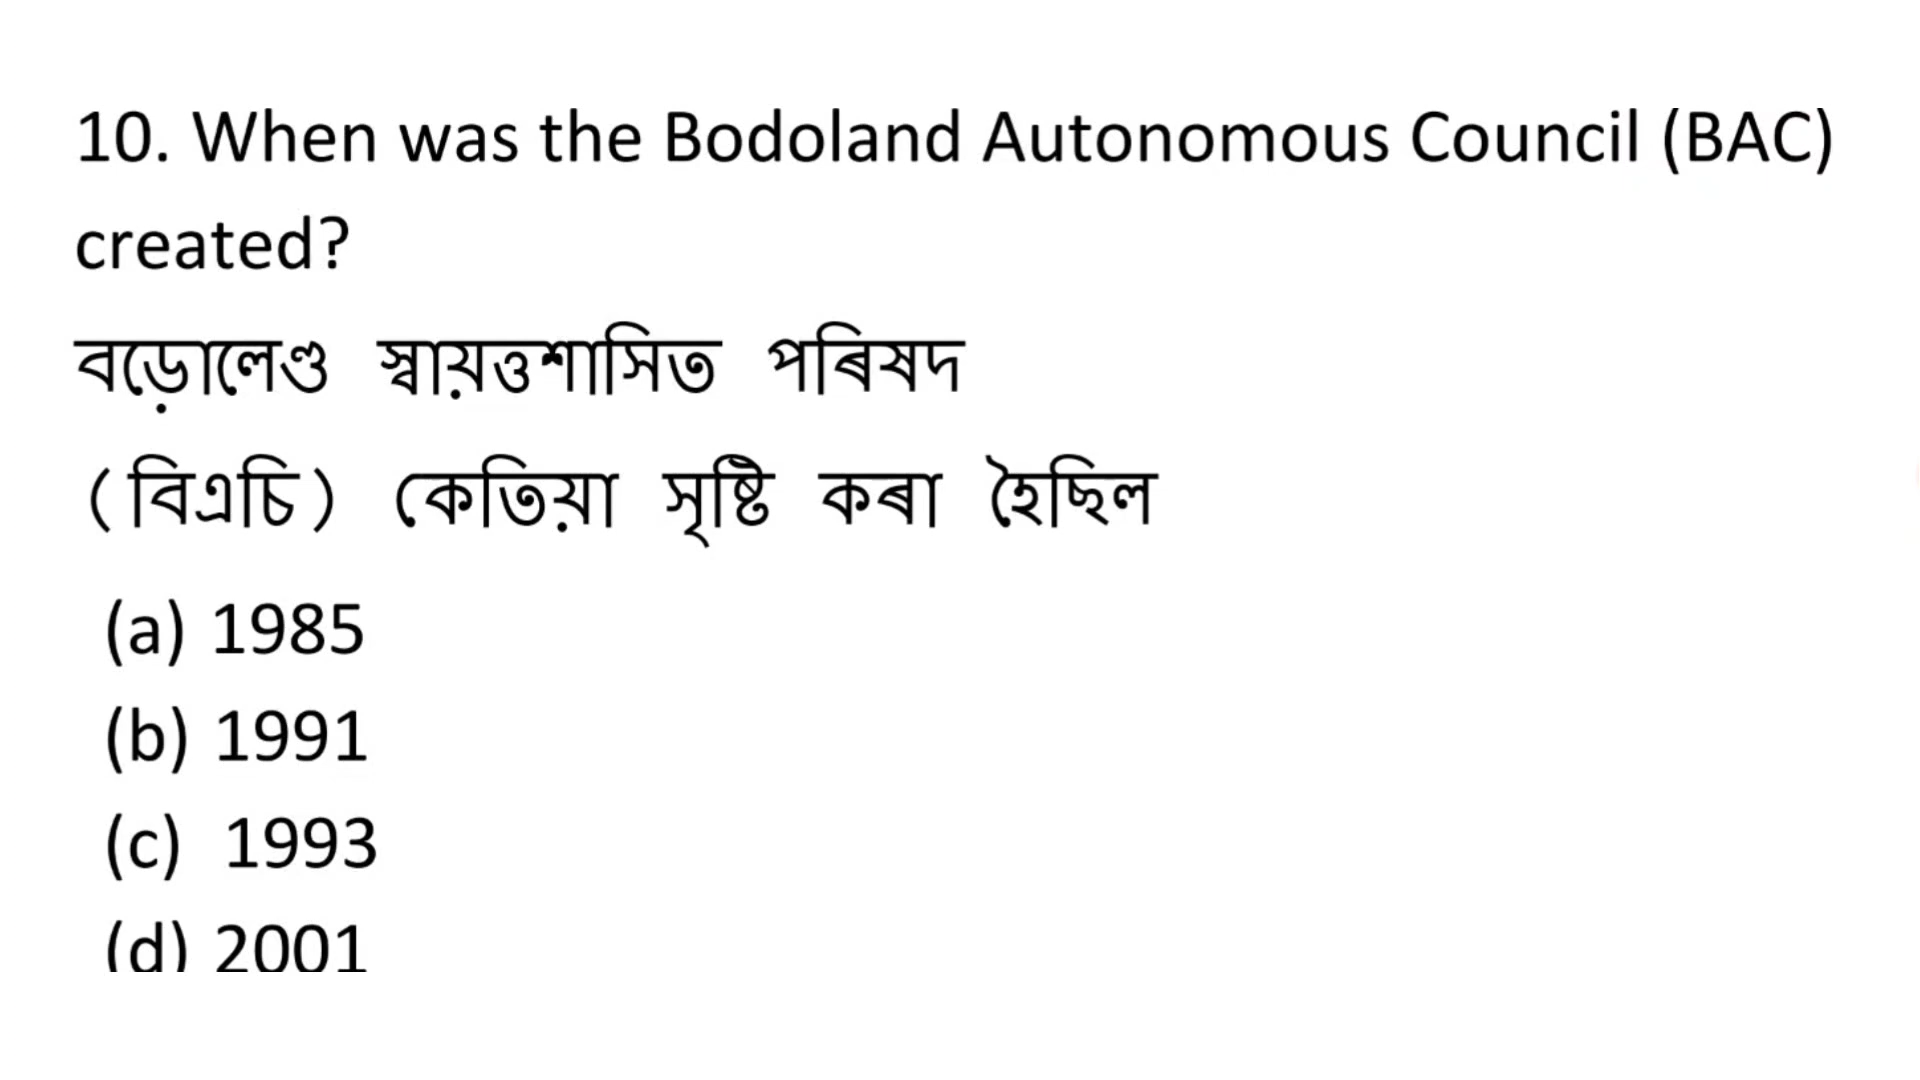 10. When was the Bodoland Autonomous Council (BAC)
created?
বড়োলেণ্ড স্বায়ত্তশাসিত পৰিষদ
(বিএচি) কেতিয়া সৃষ্টি কৰা হৈছিল
(a) 1985
(b) 1991
(c) 1993
(d) 2001